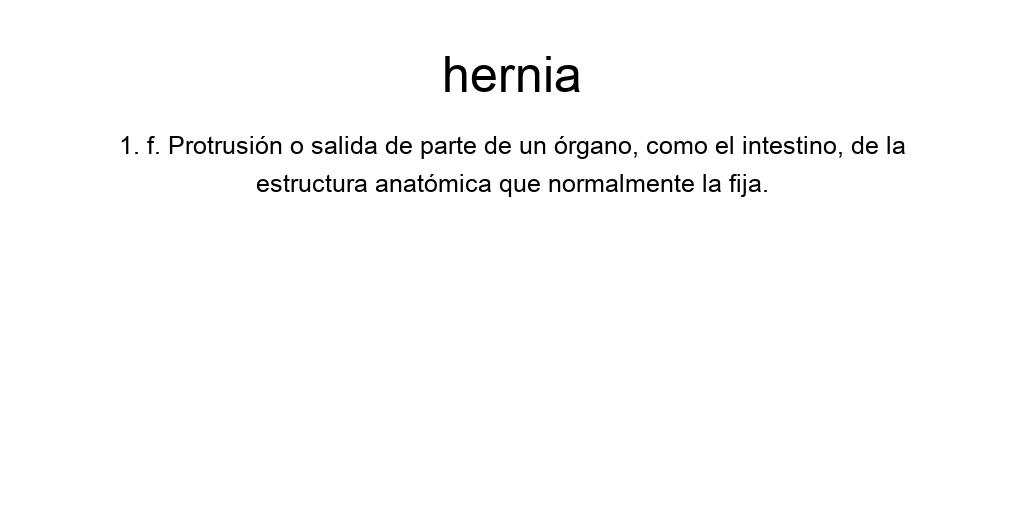 hernia
1. f. Protrusión o salida de parte de un órgano, como el intestino, de la
estructura anatómica que normalmente la fija.